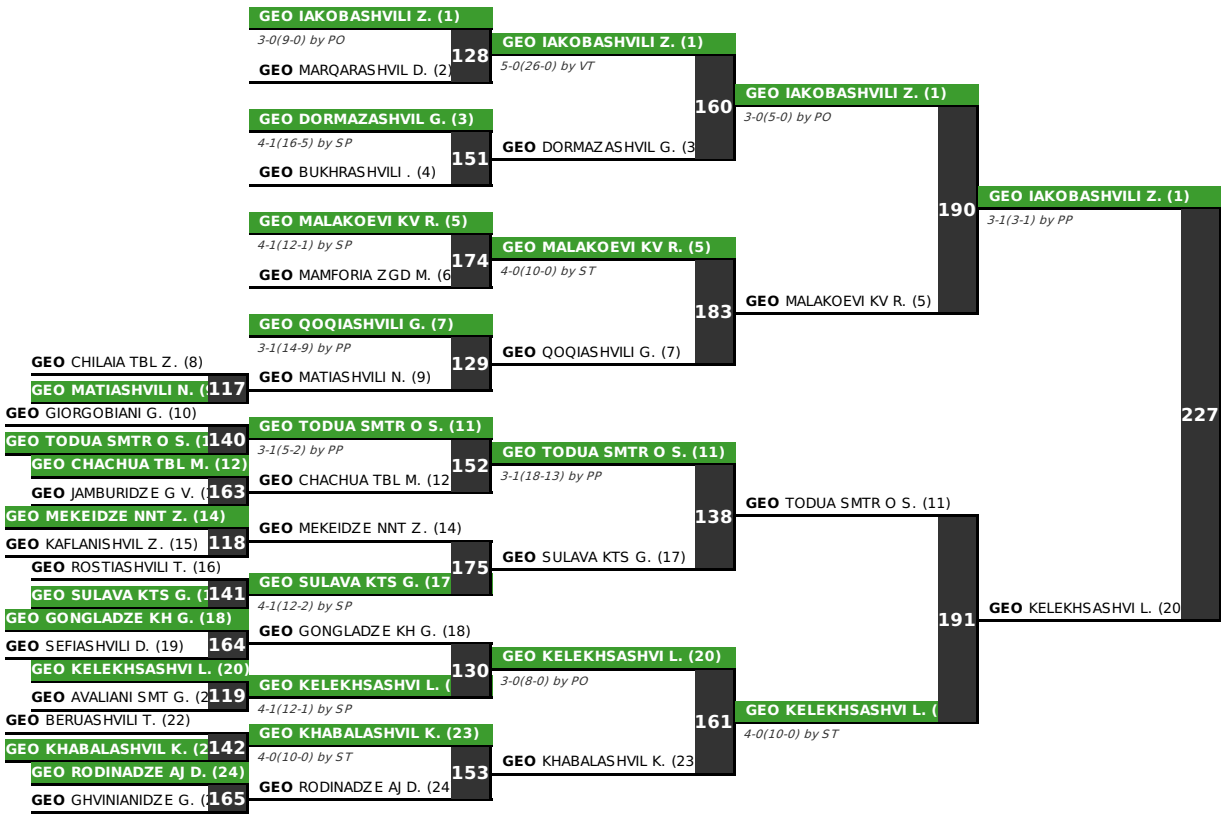 GEO IAKOBASHVILI Z. (1)
3-0(9-0) by PO
GEO MARQARASHVIL D. (2)
128
GEO DORMAZASHVIL G. (3)
4-1(16-5) by SP
GEO BUKHRASHVILI . (4)
151
GEO MALAKOEVI KV R. (5)
4-1(12-1) by SP
GEO MAMFORIA ZGD M. (6
174
GEO QOQIASHVILI G. (7)
3-1(14-9) by PP
GEO MATIASHVILI N. (9)
129
GEO CHILAIA TBL Z. (8)
GEO MATIASHVILI N. (
117
GEO GIORGOBIANI G. (10)
GEO TODUA SMTR O S. (1
140
GEO CHACHUA TBL M. (12)
GEO JAMBURIDZE G V. (
163
GEO MEKEIDZE NNT Z. (14)
GEO KAFLANISHVIL Z. (15)
118
GEO ROSTIASHVILI T. (16)
GEO SULAVA KTS G. (
141
GEO GONGLADZE KH G. (18)
GEO SEFIASHVILI D. (19)
164
GEO KELEKHSASHVI L. (20)
GEO AVALIANI SMT G. (2
119
GEO BERUASHVILI T. (22)
GEO KHABALASHVIL K. (2
142
GEO RODINADZE AJ D. (24)
GEO GHVINIANIDZE G. (
165
GEO TODUA SMTR O S. (11)
3-1(5-2) by PP
GEO CHACHUA TBL M. (12
152
GEO MEKEIDZE NNT Z. (14)
GEO SULAVA KTS G. (17
4-1(12-2) by SP
175
GEO GONGLADZE KH G. (18)
GEO KELEKHSASHVI L. (
4-1(12-1) by SP
130
GEO KHABALASHVIL K. (23)
4-0(10-0) by ST
GEO RODINADZE AJ D. (24
153
GEO IAKOBASHVILI Z. (1)
5-0(26-0) by VT
GEO DORMAZASHVIL G. (3
160
GEO MALAKOEVI KV R. (5)
4-0(10-0) by ST
GEO QOQIASHVILI G. (7)
183
GEO TODUA SMTR O S. (11)
3-1(18-13) by PP
GEO SULAVA KTS G. (17)
138
GEO KELEKHSASHVI L. (20)
3-0(8-0) by PO
GEO KHABALASHVIL K. (23
161
GEO IAKOBASHVILI Z. (1)
3-0(5-0) by PO
GEO MALAKOEVI KV R. (5)
190
GEO TODUA SMTR O S. (11)
GEO KELEKHSASHVI L. (
4-0(10-0) by ST
191
GEO IAKOBASHVILI Z. (1)
3-1(3-1) by PP
GEO KELEKHSASHVI L. (20
227